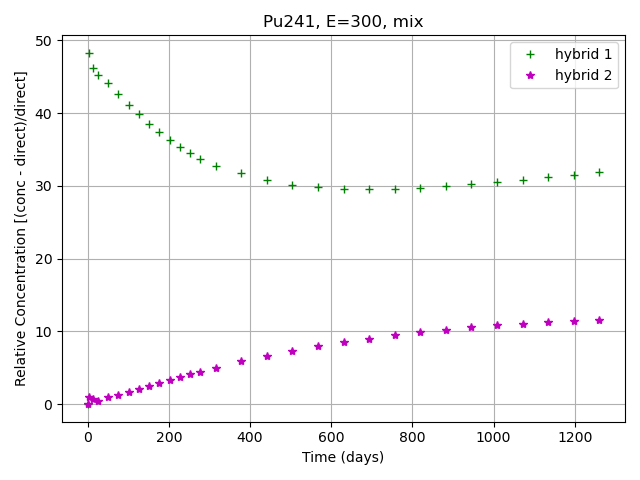 Pu241, E=300, mix
hybrid 1
hybrid 2
Relative Concentration [(conc - direct)/direct]
50
40
30
20
10
0
0 200 400 600 800 1000 1200
Time (days)